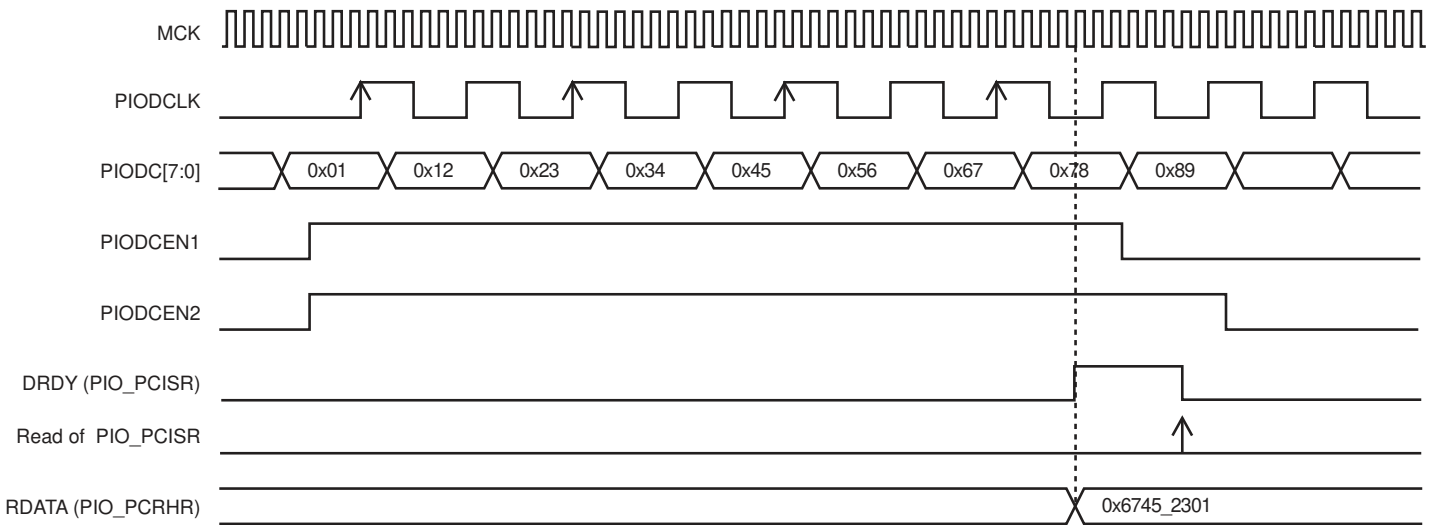 MCK
PIODCLK
PIODC[7:0] 0x01 0x12 0x23 0x34 0x45 0x56 0x67 0x78 0x89
PIODCEN1
PIODCEN2
DRDY (PIO_PCISR)
Read of PIO_PCISR
RDATA (PIO_PCRHR) 0x6745_2301